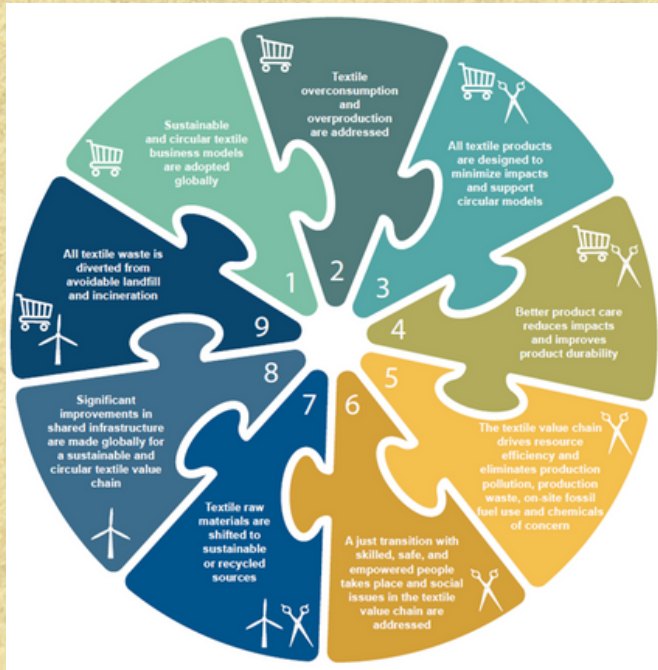 Sustainable
and circular textile
business models
are adopted
globally
1
Textile
overconsumption
and
overproduction
are addressed
2
All textile products
are designed to
minimize impacts
and support
circular models
3
Better product care
reduces impacts
and improves
product durability
4
The textile value chain
drives resource
efficiency and
eliminates production
pollution, production
waste, on-site fossil
fuel use and chemicals
of concern
5
A just transition with
skilled, safe, and
empowered people
takes place and social
issues in the textile
value chain are
addressed
6
Textile raw
materials are
shifted to
sustainable
or recycled
sources
7
Significant
improvements in
shared infrastructure
are made globally for
a sustainable and
circular textile value
chain
8
All textile waste is
diverted from
avoidable landfill
and incineration
9